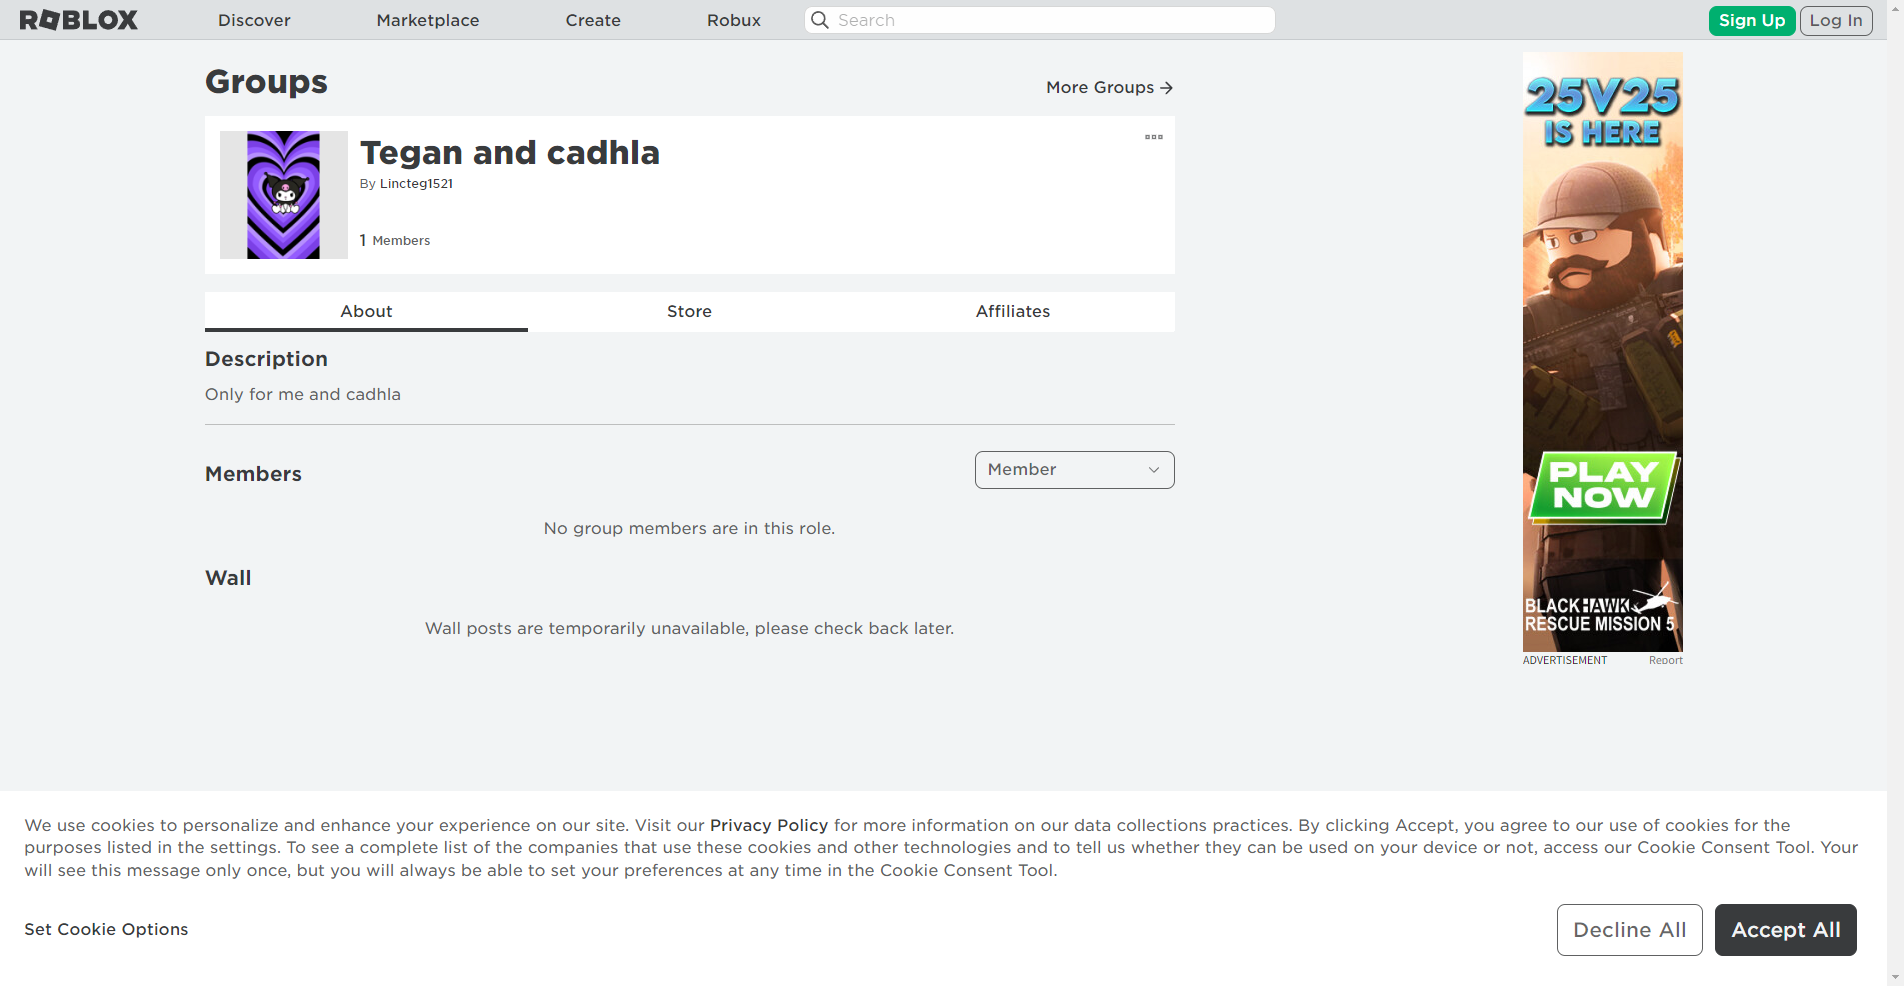 ROBLOX Discover Marketplace Create Robux Search Sign Up Log In
Groups
More Groups
Tegan and cadhla
By Lincteg1521
1 Members
About Store Affiliates
Description
Only for me and cadhla
Members
Member
No group members are in this role.
Wall
Wall posts are temporarily unavailable, please check back later.
25V25
IS HERE
PLAY
NOW
BLACK HAWK
RESCUE MISSION 5
ADVERTISEMENT Report
We use cookies to personalize and enhance your experience on our site. Visit our Privacy Policy for more information on our data collections practices. By clicking Accept, you agree to our use of cookies for the
purposes listed in the settings. To see a complete list of the companies that use these cookies and other technologies and to tell us whether they can be used on your device or not, access our Cookie Consent Tool. Your
will see this message only once, but you will always be able to set your preferences at any time in the Cookie Consent Tool.
Set Cookie Options
Decline All
Accept All